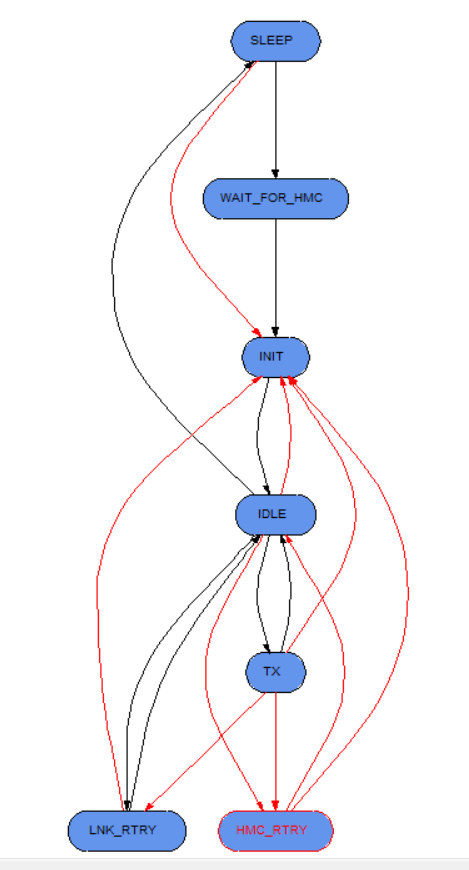 SLEEP
WAIT_FOR_HMC
INIT
IDLE
TX
LNK_RTRY
HMC_RTRY